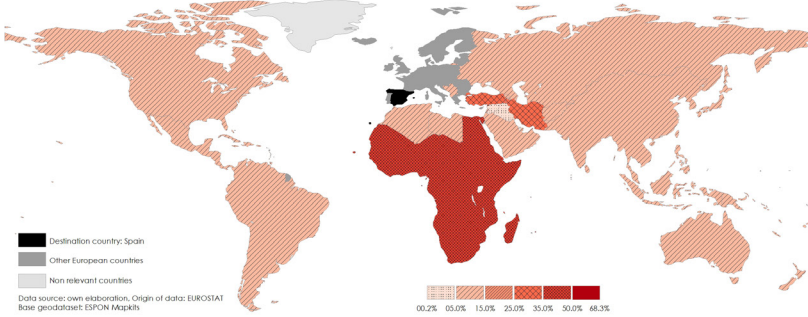 Destination country: Spain
Other European countries
Non relevant countries
Data source: own elaboration, Origin of data: EUROSTAT
Base geodataset: ESPON Mapkits
00.2% 05.0% 15.0% 25.0% 35.0% 50.0% 68.3%